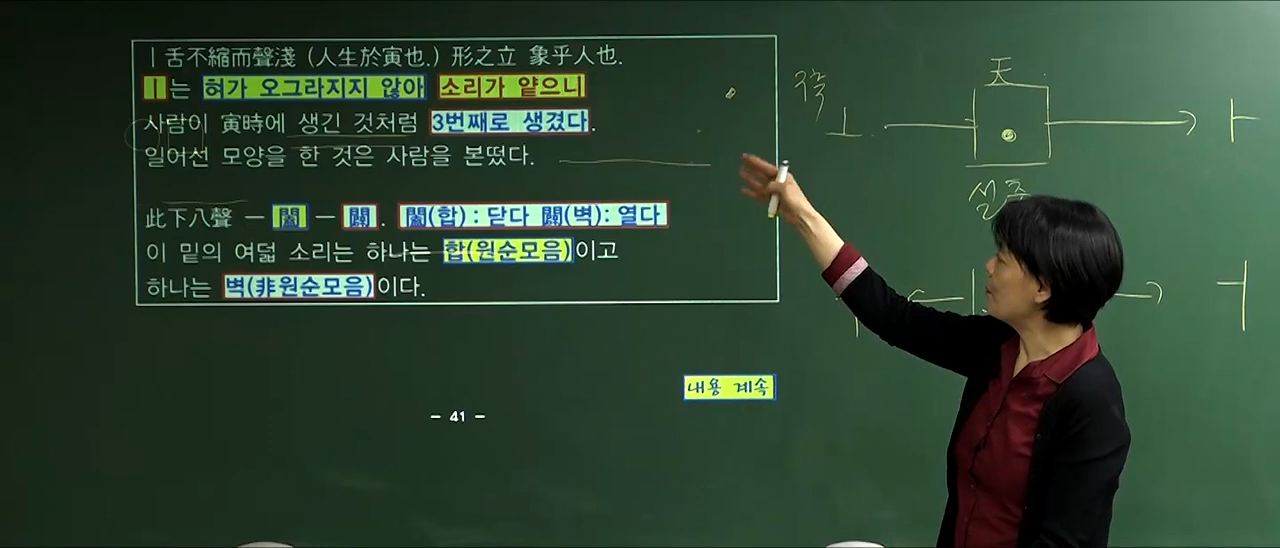 ㅣ舌不縮而聲淺 (人生於寅也.) 形之立 象乎人也.
ㅣ는 혀가 오그라지지 않아 소리가 얕으니
사람이 寅時에 생긴 것처럼 3번째로 생겼다.
일어선 모양을 한 것은 사람을 본떴다.
此下八聲 一 闔 一 闢. 闔(합) : 닫다 闢(벽) : 열다
이 밑의 여덟 소리는 하나는 합(원순모음)이고
하나는 벽(非원순모음)이다.
내용 계속
- 41 -
天
ㅗ
ㅏ
ㅓ